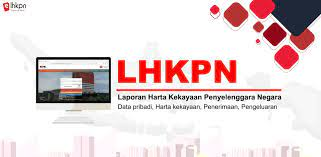 lhkpn
LHKPN
Laporan Harta Kekayaan Penyelenggara Negara
Data pribadi, Harta kekayaan, Penerimaan, Pengeluaran